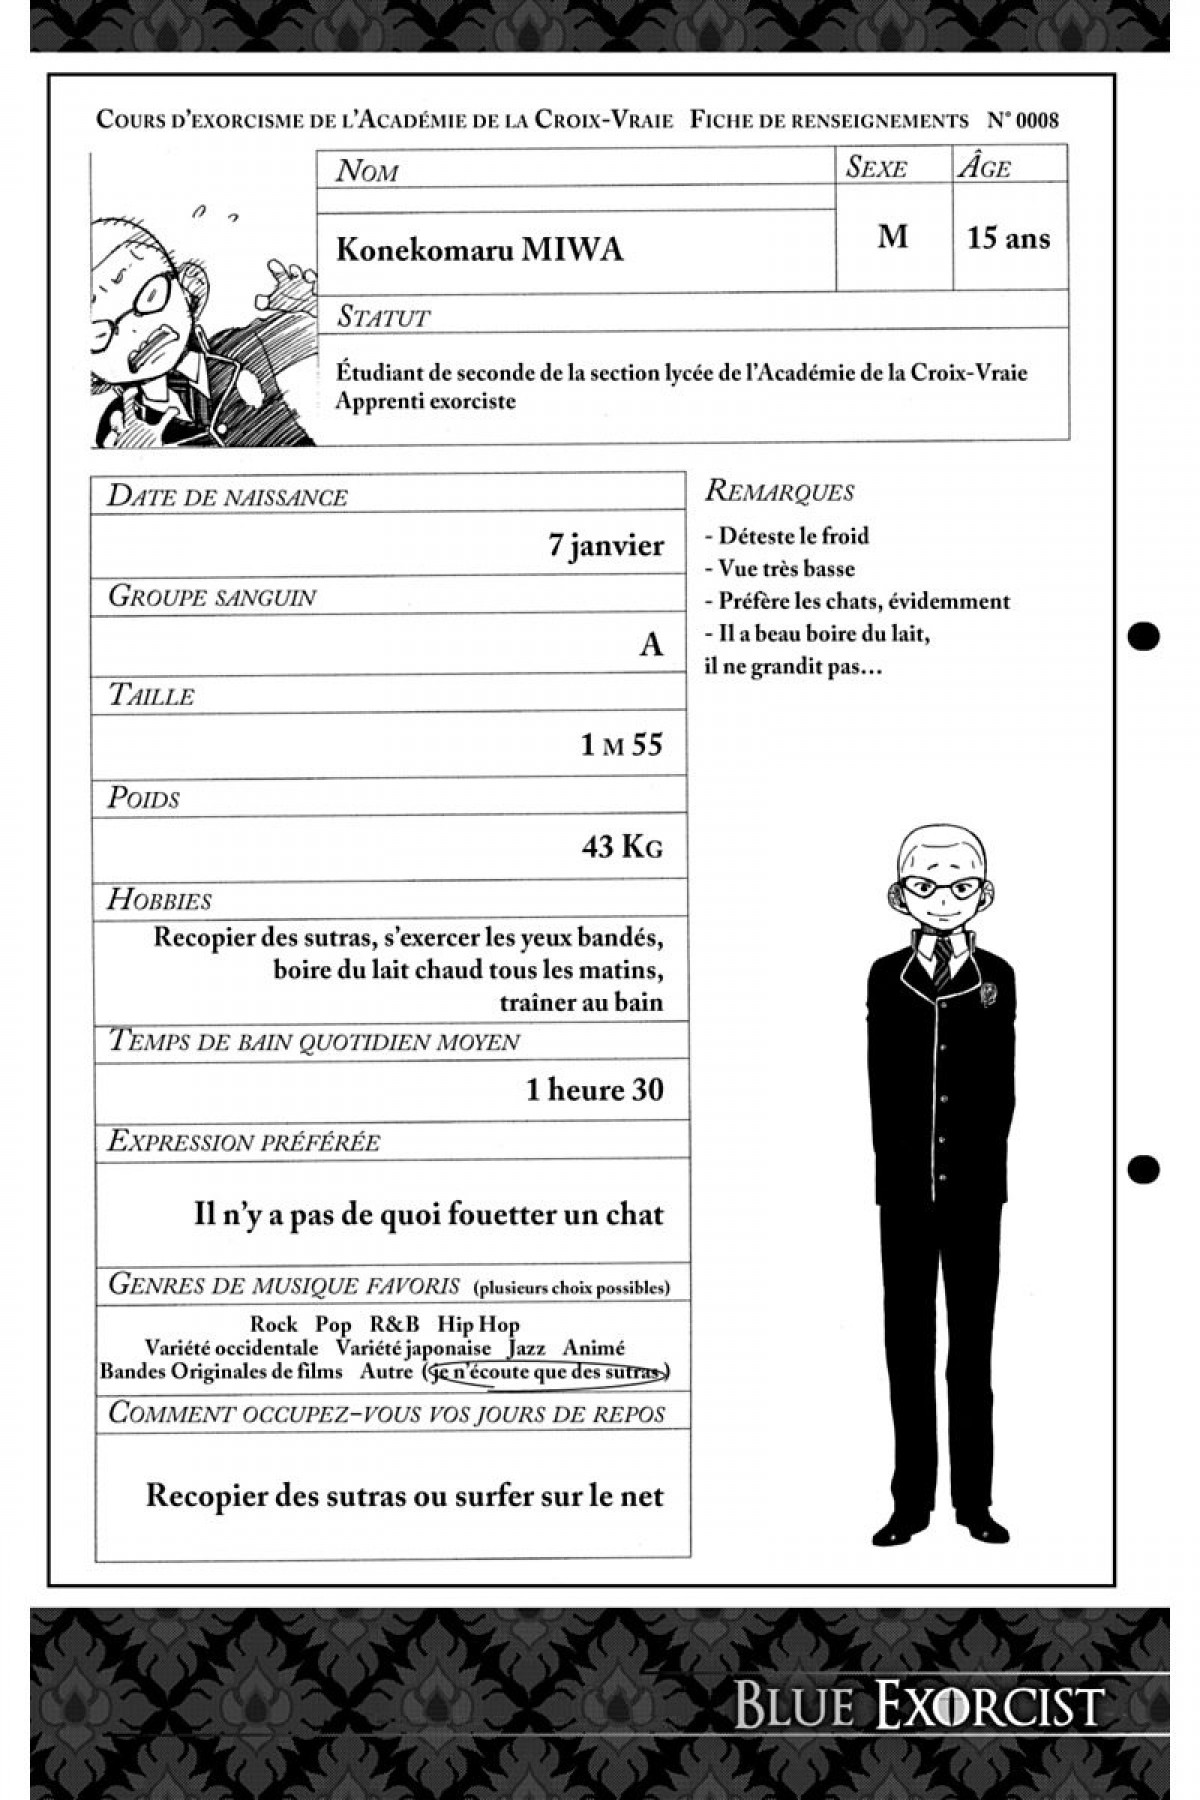 Cours d'exorcisme de l'Académie de la Croix-Vraie Fiche de renseignements N° 0008
Nom
Sexe
Âge
Konekomaru MIWA
M
15 ans
Statut
Étudiant de seconde de la section lycée de l'Académie de la Croix-Vraie
Apprenti exorciste
Date de naissance
7 janvier
Groupe sanguin
A
Taille
1 m 55
Poids
43 Kg
Hobbies
Recopier des sutras, s'exercer les yeux bandés,
boire du lait chaud tous les matins,
traîner au bain
Temps de bain quotidien moyen
1 heure 30
Expression préférée
Il n'y a pas de quoi fouetter un chat
Genres de musique favoris (plusieurs choix possibles)
Rock Pop R&B Hip Hop
Variété occidentale Variété japonaise Jazz Animé
Bandes Originales de films Autre (je n'écoute que des sutras)
Comment occupez-vous vos jours de repos
Recopier des sutras ou surfer sur le net
Remarques
- Déteste le froid
- Vue très basse
- Préfère les chats, évidemment
- Il a beau boire du lait,
il ne grandit pas...
Blue Exorcist